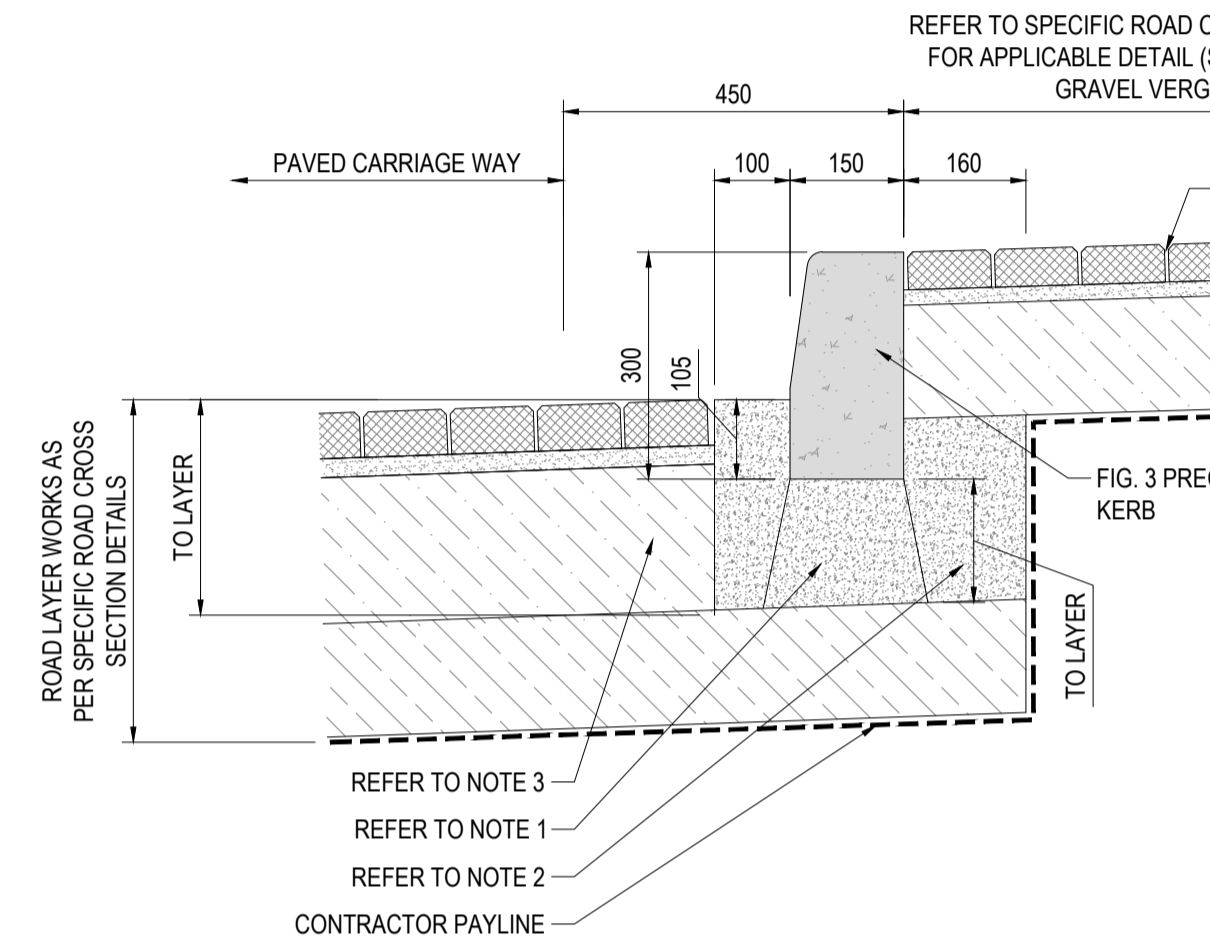 REFER TO SPECIFIC ROAD
FOR APPLICABLE DETAIL
GRAVEL
450
PAVED CARRIAGE WAY
100
150
160
300
105
ROAD LAYER WORKS AS
PER SPECIFIC ROAD CROSS
SECTION DETAILS
TO LAYER
FIG. 3
KERB
TO LAYER
REFER TO NOTE 3
REFER TO NOTE 1
REFER TO NOTE 2
CONTRACTOR PAYLINE